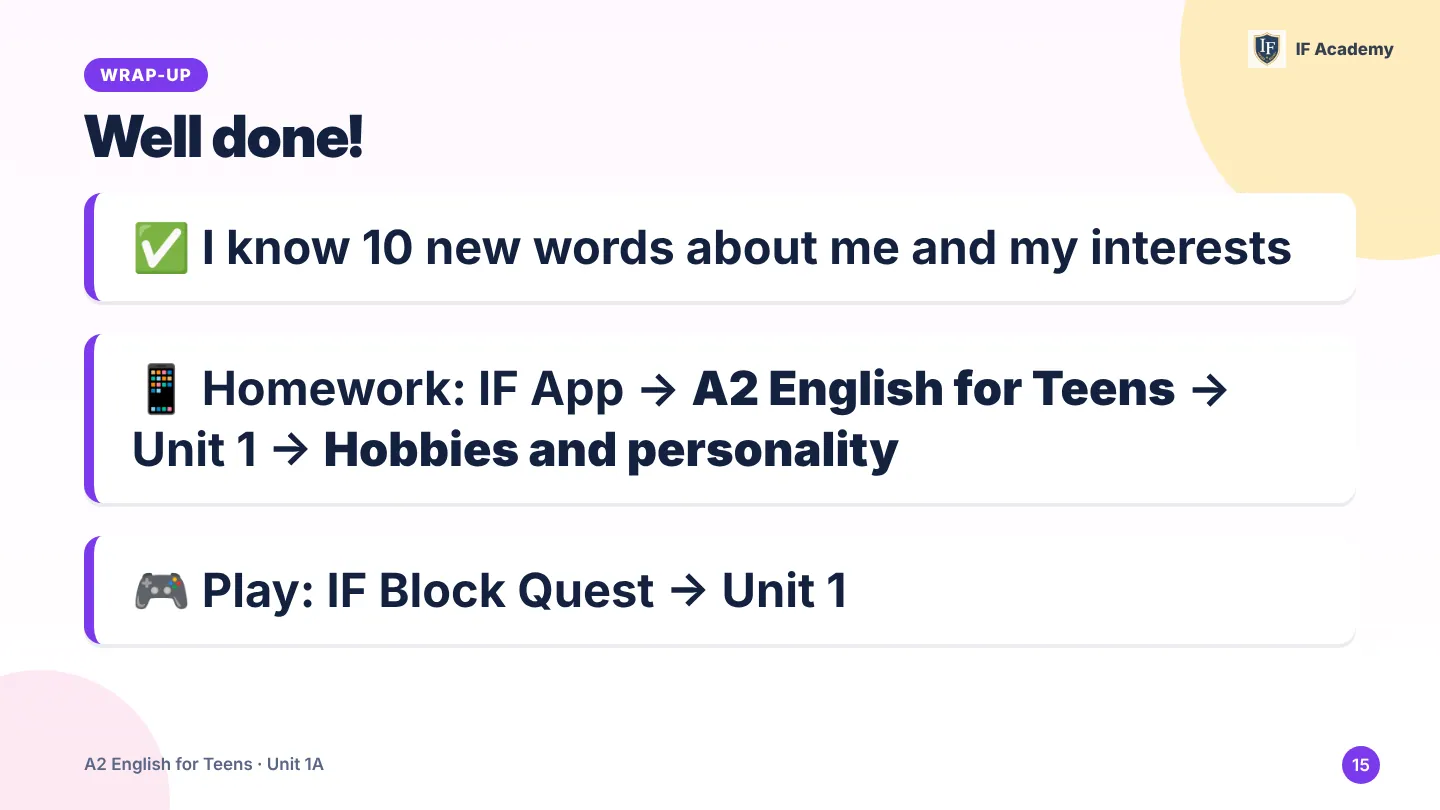 IF
IF Academy
WRAP-UP
Well done!
✅ I know 10 new words about me and my interests
📱 Homework: IF App → A2 English for Teens →
Unit 1 → Hobbies and personality
🎮 Play: IF Block Quest → Unit 1
A2 English for Teens · Unit 1A
15